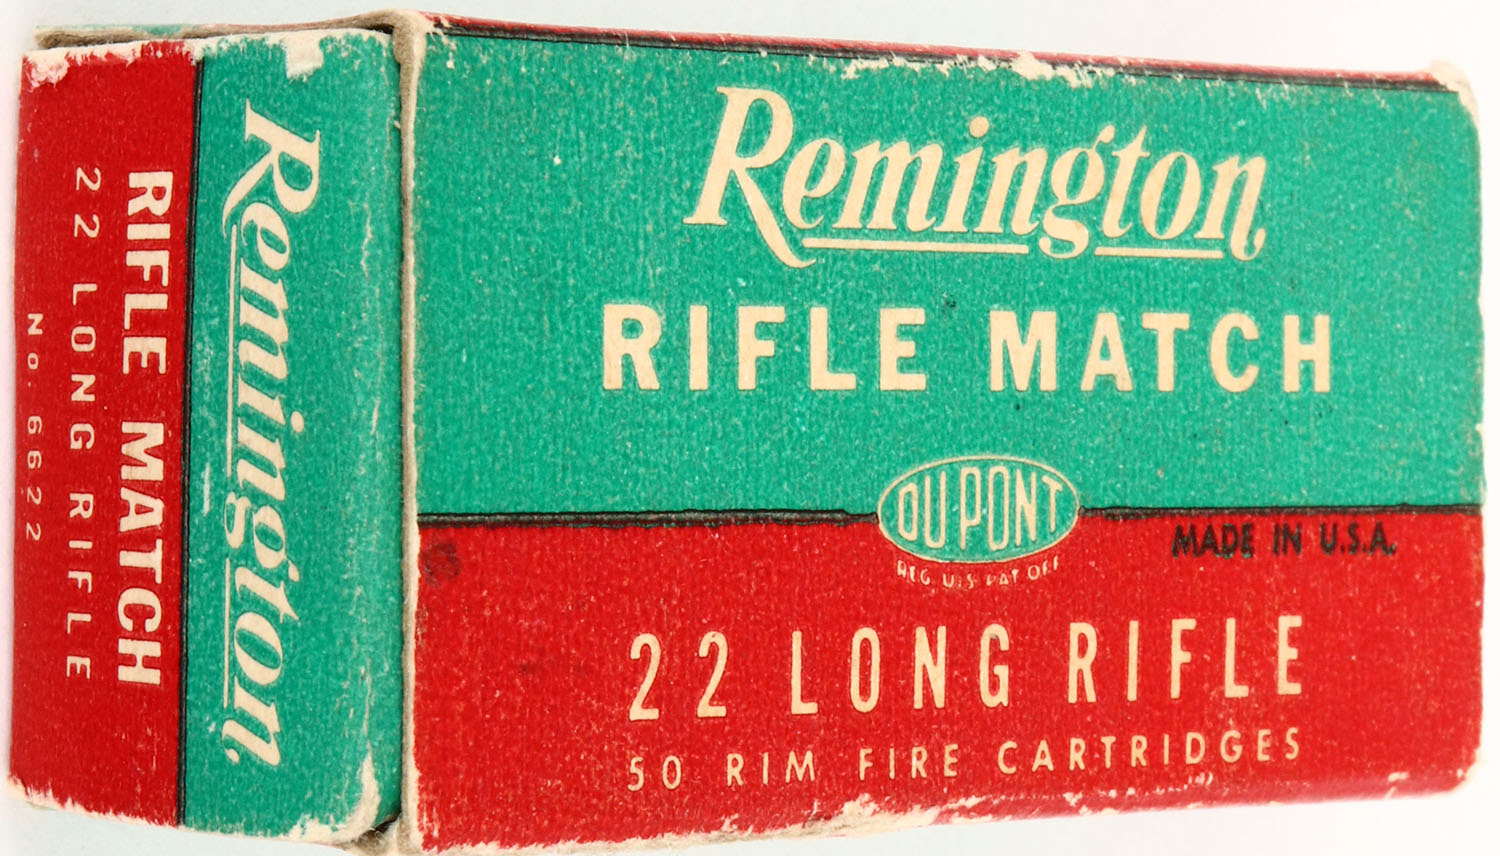 Remington
RIFLE MATCH
DU PONT
REG. U.S. PAT. OFF.
MADE IN U.S.A.
22 LONG RIFLE
50 RIM FIRE CARTRIDGES
Remington
RIFLE MATCH
22 LONG RIFLE
No. 6622